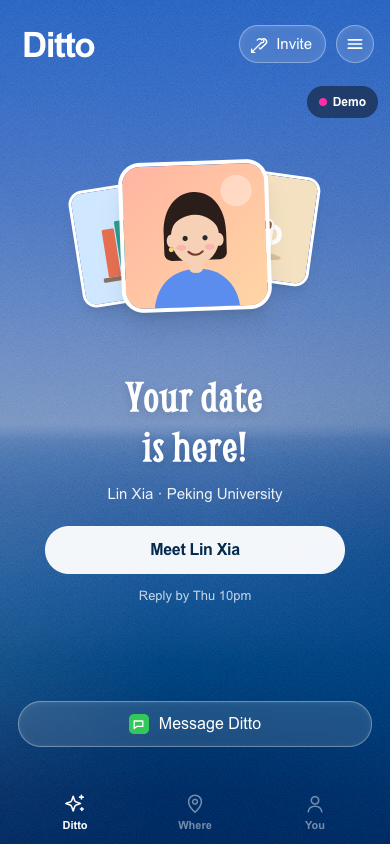 Ditto
Invite
Demo
Your date
is here!
Lin Xia · Peking University
Meet Lin Xia
Reply by Thu 10pm
Message Ditto
Ditto
Where
You